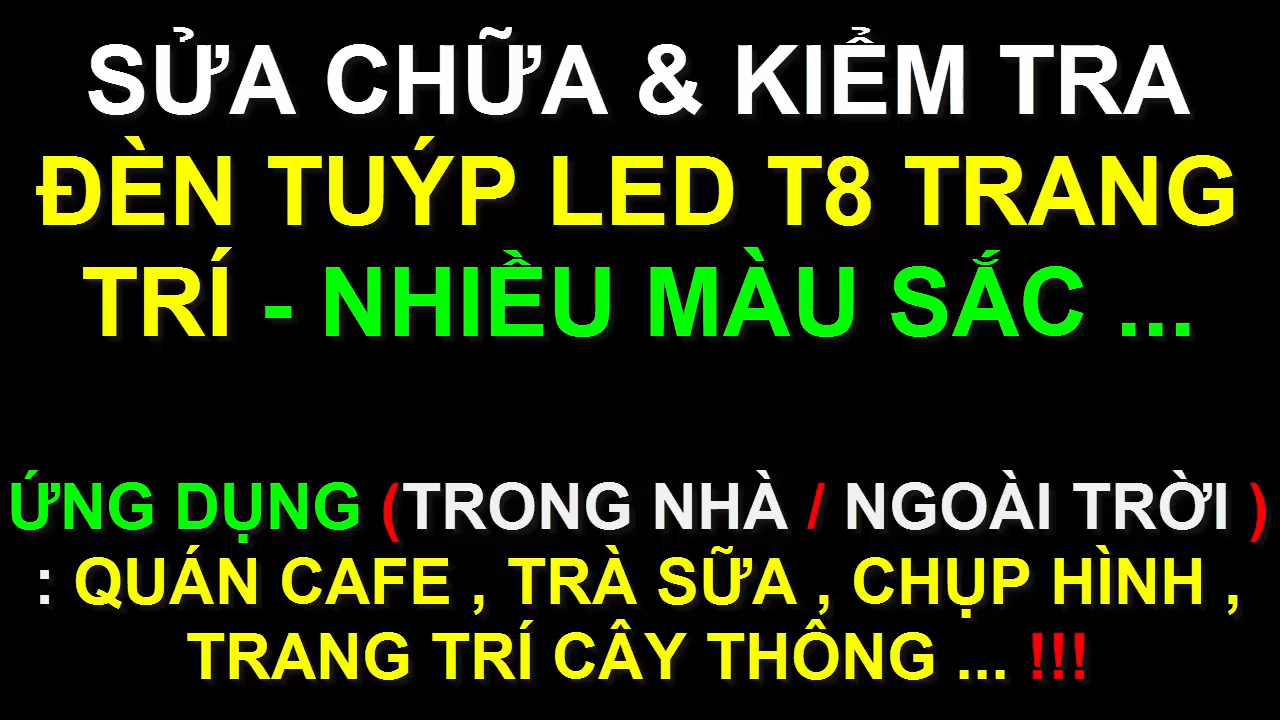 SỬA CHỮA & KIỂM TRA
ĐÈN TUÝP LED T8 TRANG
TRÍ - NHIỀU MÀU SẮC ...
ỨNG DỤNG (TRONG NHÀ / NGOÀI TRỜI )
: QUÁN CAFE , TRÀ SỮA , CHỤP HÌNH ,
TRANG TRÍ CÂY THÔNG ... !!!